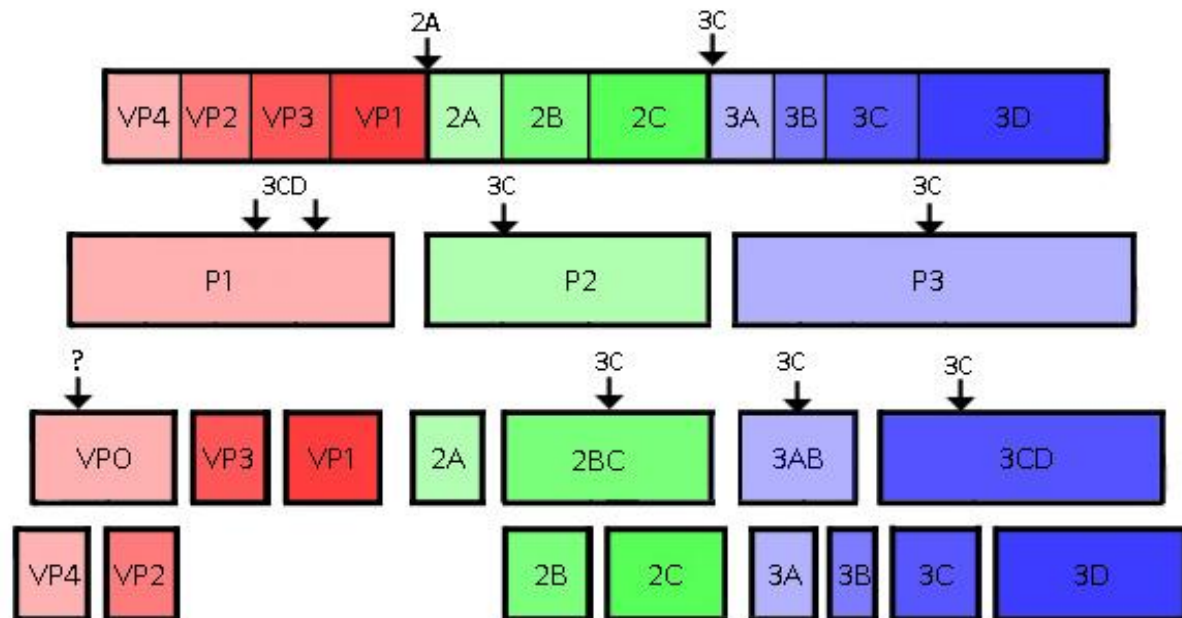 2A 3C
VP4 VP2 VP3 VP1 2A 2B 2C 3A 3B 3C 3D
3CD 3C 3C
P1 P2 P3
? 3C 3C 3C
VP0 VP3 VP1 2A 2BC 3AB 3CD
VP4 VP2 2B 2C 3A 3B 3C 3D